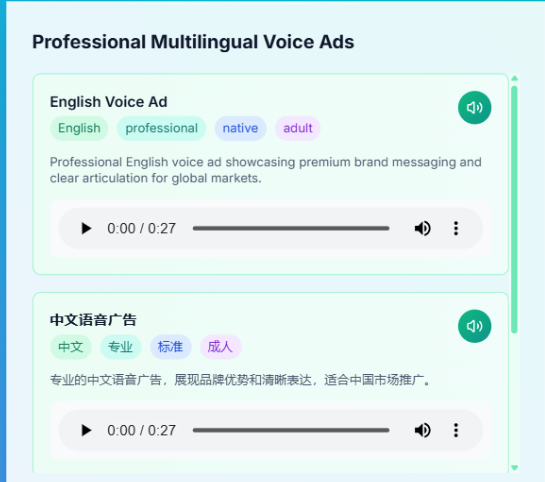 Professional Multilingual Voice Ads
English Voice Ad
English professional native adult
Professional English voice ad showcasing premium brand messaging and
clear articulation for global markets.
0:00 / 0:27
中文语音广告
中文 专业 标准 成人
专业的中文语音广告，展现品牌优势和清晰表达，适合中国市场推广。
0:00 / 0:27